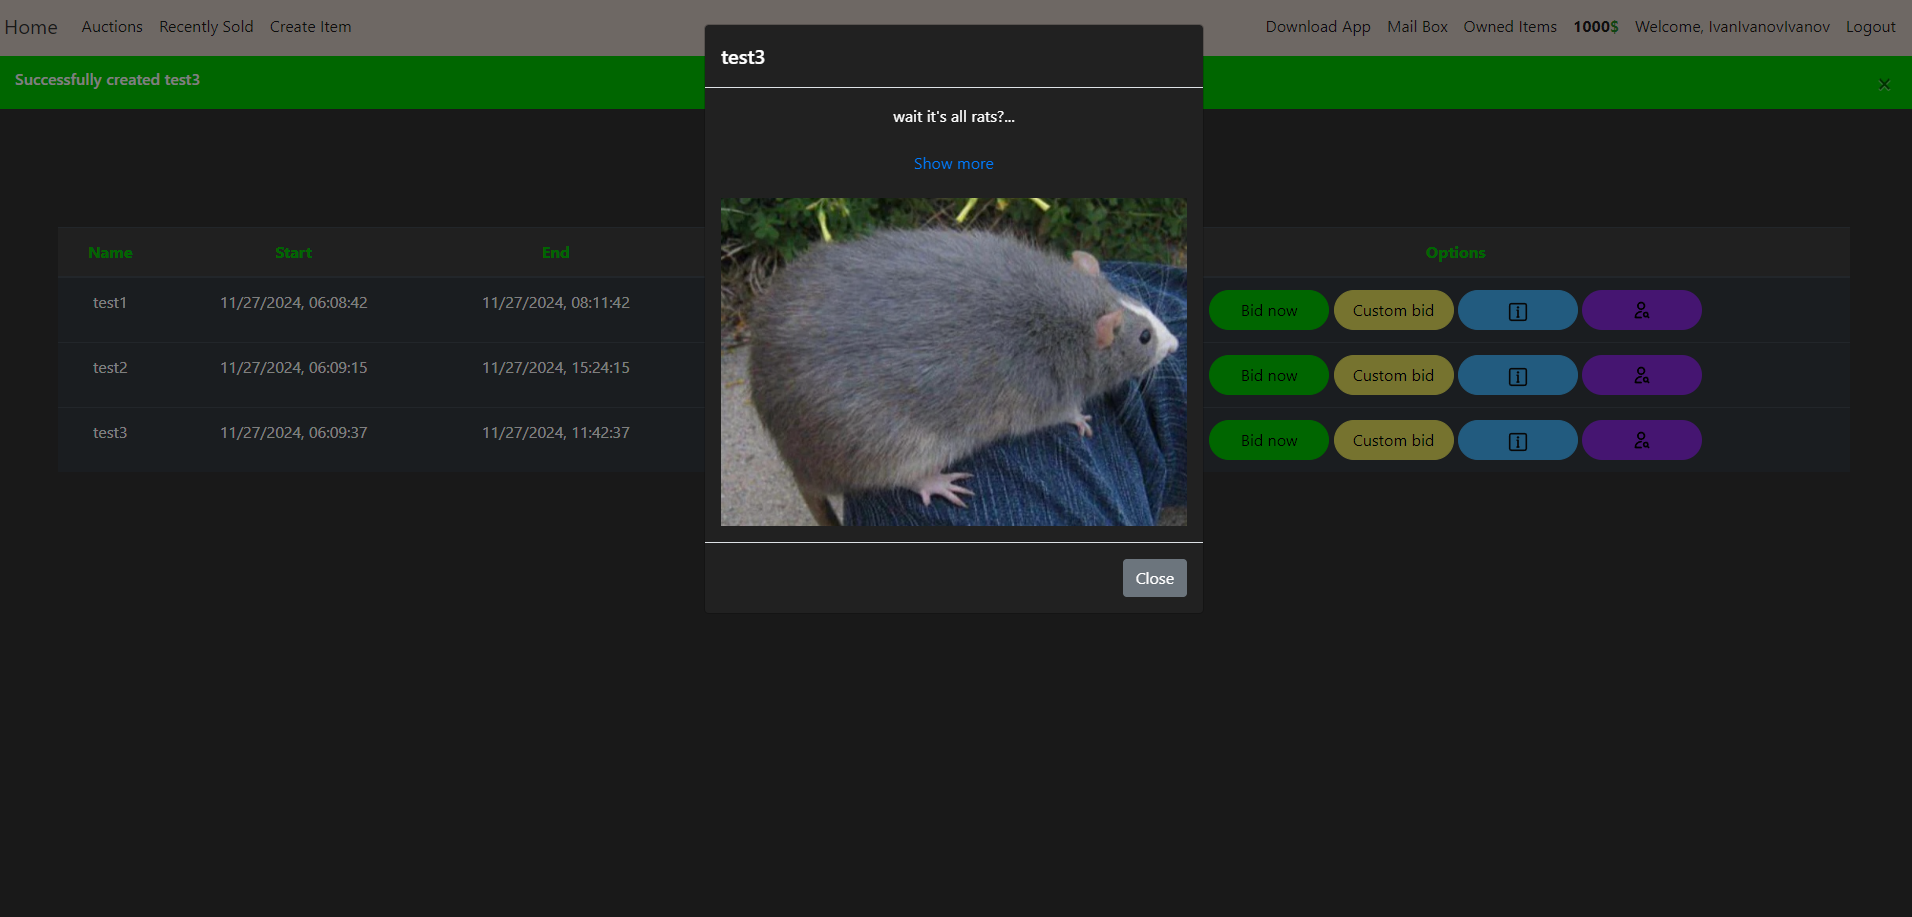 Home Auctions Recently Sold Create Item Download App Mail Box Owned Items 1000$ Welcome, IvanIvanovIvanov Logout
Successfully created test3 ×
test3
wait it's all rats?...
Show more
Close
Name Start End Options
test1 11/27/2024, 06:08:42 11/27/2024, 08:11:42 Bid now Custom bid
test2 11/27/2024, 06:09:15 11/27/2024, 15:24:15 Bid now Custom bid
test3 11/27/2024, 06:09:37 11/27/2024, 11:42:37 Bid now Custom bid